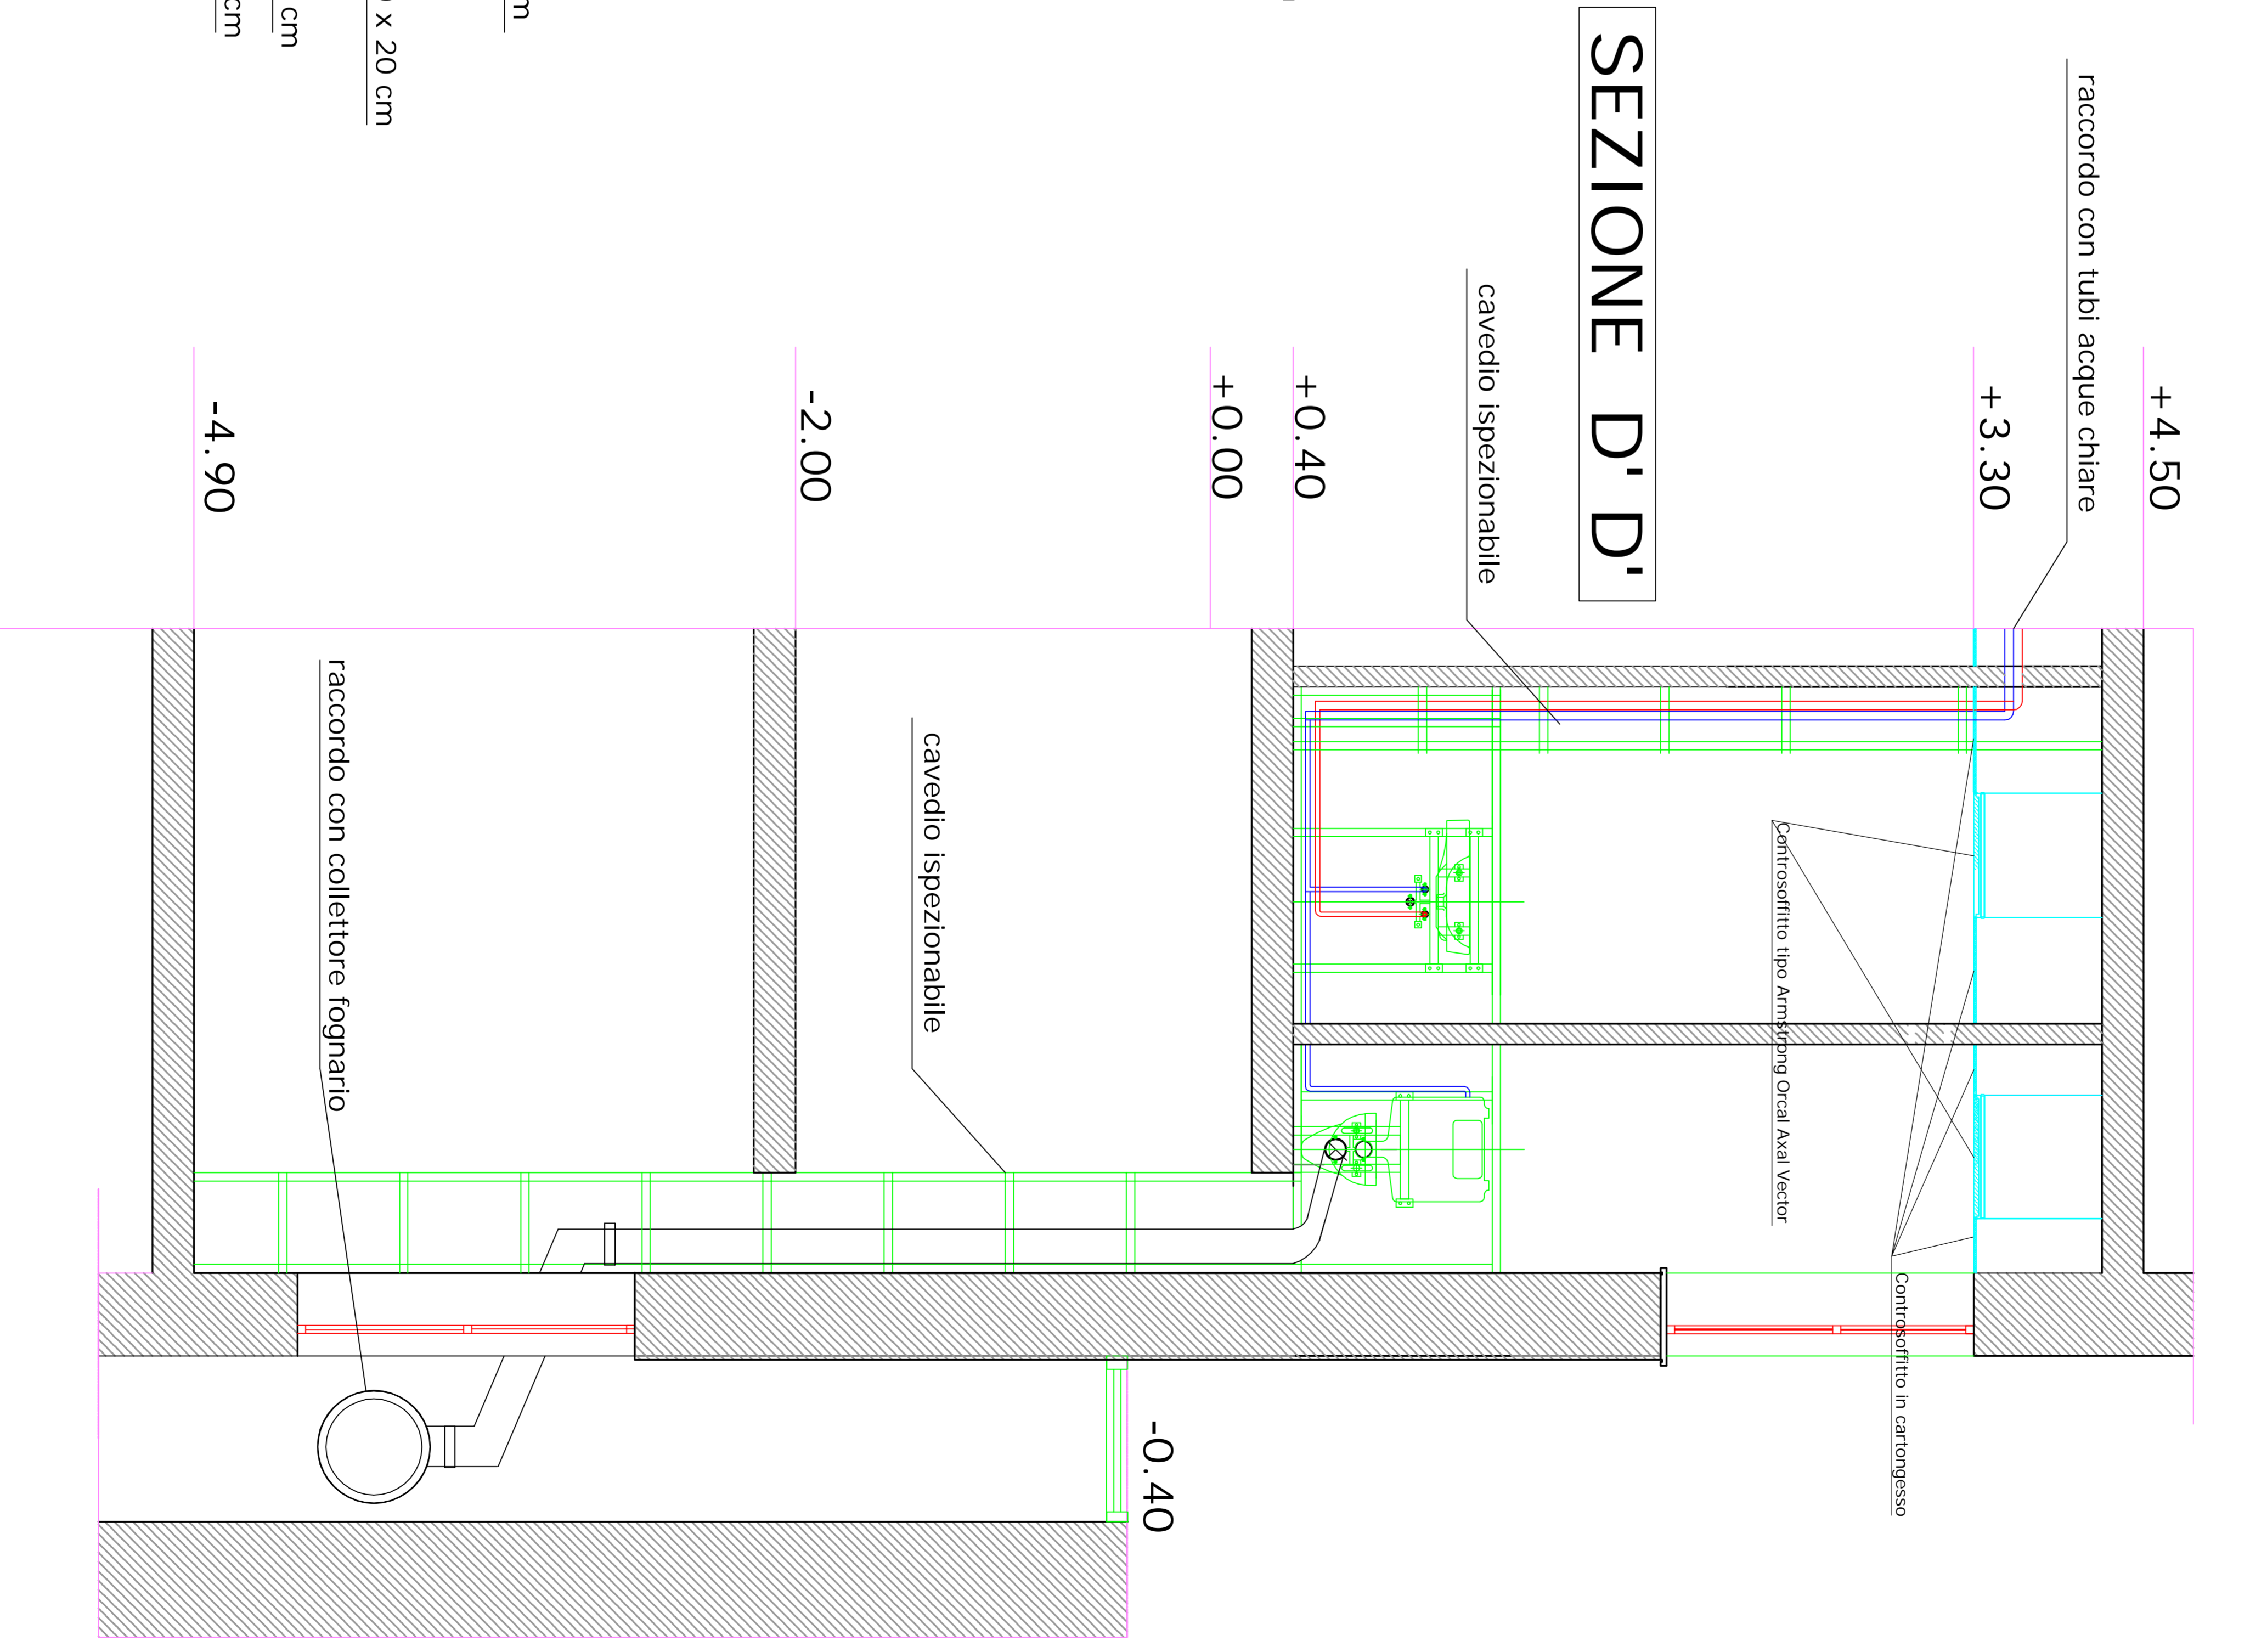 SEZIONE D' D'
raccordo con tubi acque chiare
+4.50
+3.30
cavedio ispezionabile
+0.40
+0.00
-2.00
-4.90
Controsoffitto tipo Armstrong Orcal Axal Vector
Controsoffitto in cartongesso
cavedio ispezionabile
raccordo con collettore fognario
-0.40
m
x 20 cm
cm
cm